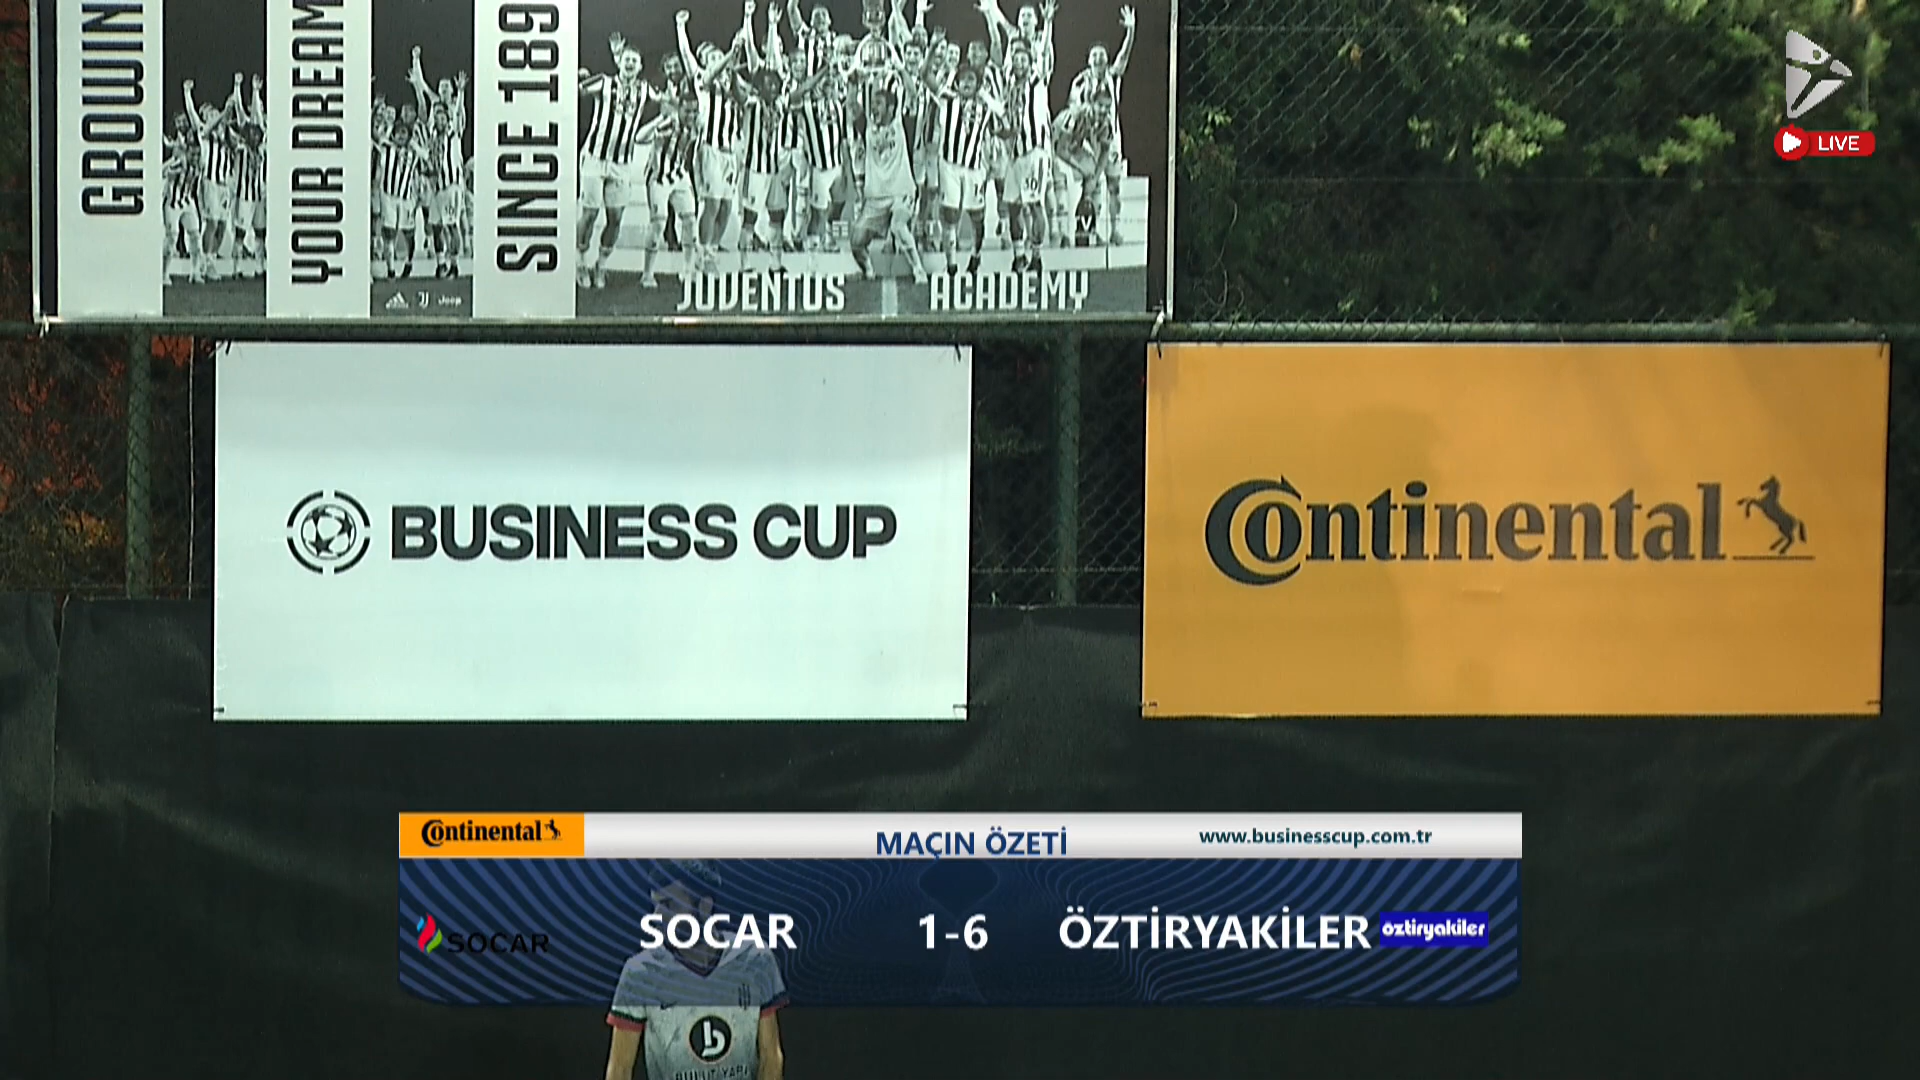 GROWIN
YOUR DREAM
SINCE 189
JUVENTUS ACADEMY
Jeep
LIVE
BUSINESS CUP
Continental
Continental
MAÇIN ÖZETİ
www.businesscup.com.tr
SOCAR
SOCAR
1-6
ÖZTİRYAKİLER
öztiryakiler
b